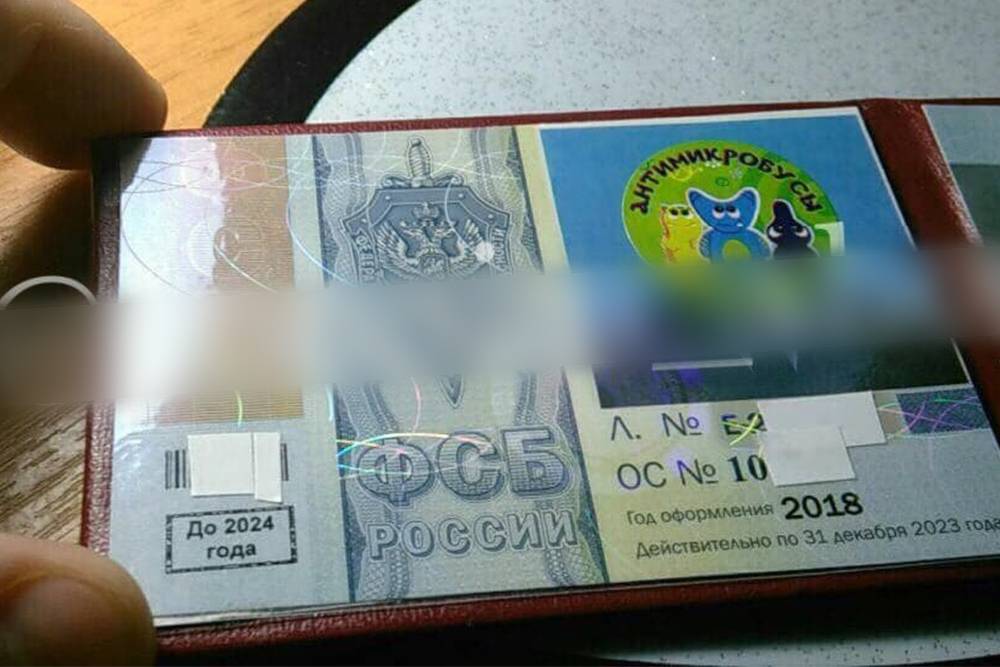 АНТИМИКРОБУСЫ
ФСБ
РОССИИ
До 2024
года
Л. №
ОС № 10
Год оформления 2018
Действительно по 31 декабря 2023 года